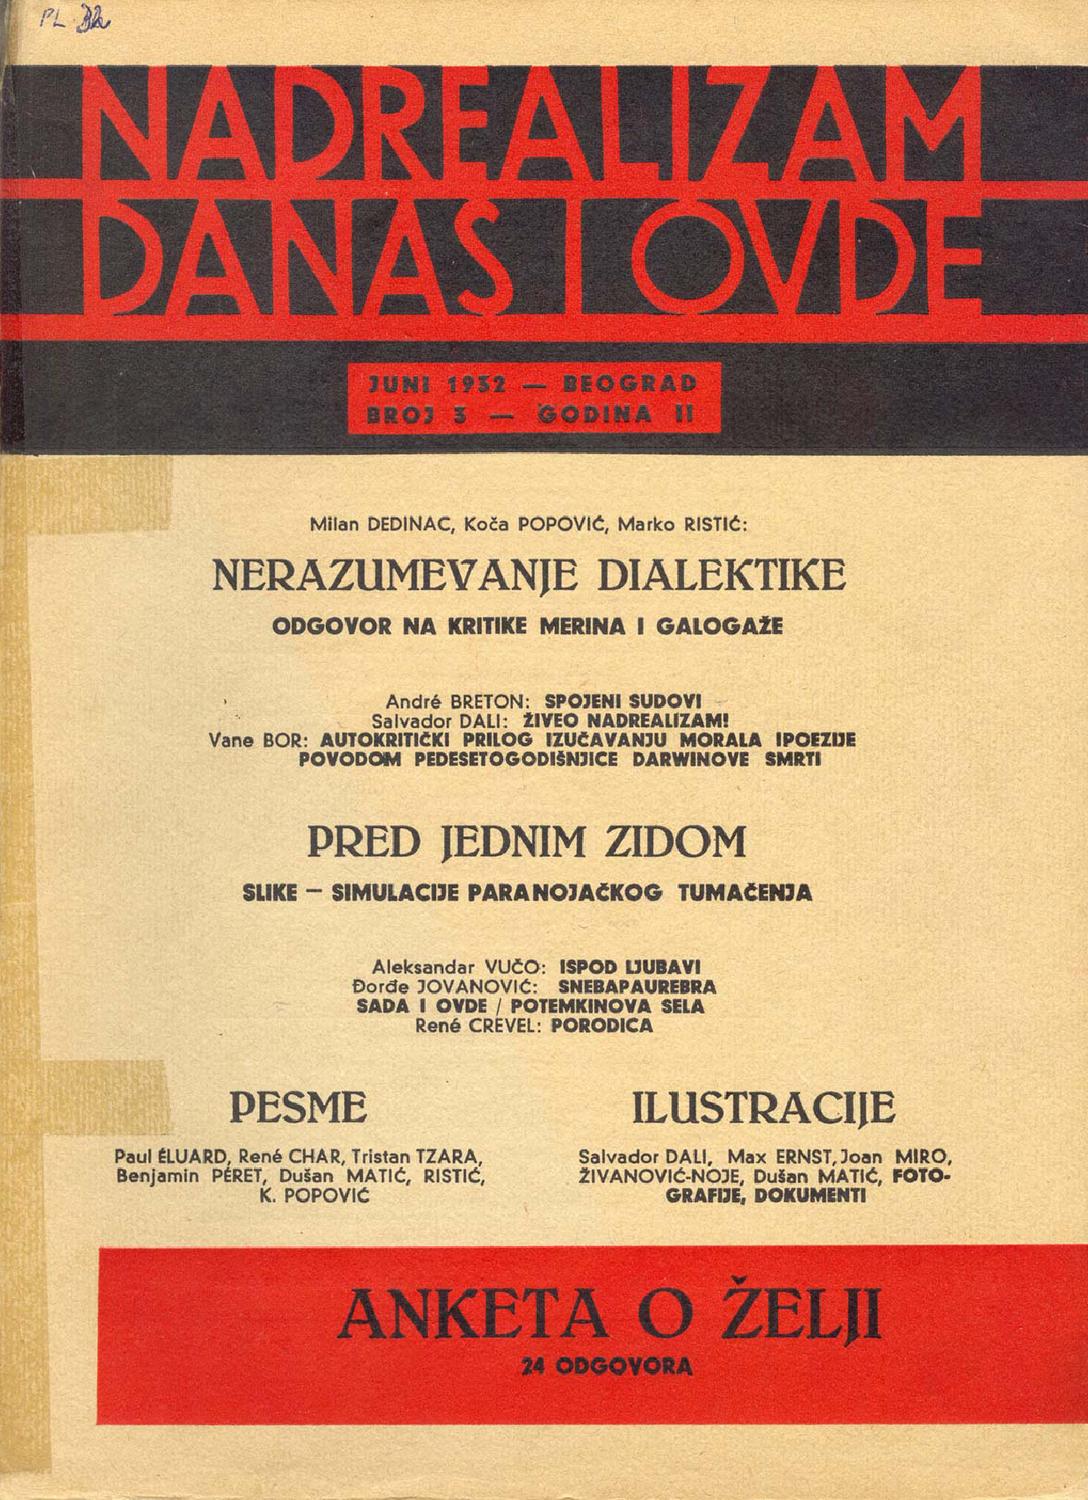 PL
NADREALIZAM
DANAS I OVDE
JUNI 1932 — BEOGRAD
BROJ 3 — GODINA II
Milan DEDINAC, Koča POPOVIĆ, Marko RISTIĆ:
NERAZUMEVANJE DIALEKTIKE
ODGOVOR NA KRITIKE MERINA I GALOGAŽE
André BRETON: SPOJENI SUDOVI
Salvador DALI: ŽIVEO NADREALIZAM!
Vane BOR: AUTOKRITIČKI PRILOG IZUČAVANJU MORALA IPOEZIJE
POVODOM PEDESETOGODIŠNJICE DARWINOVE SMRTI
PRED JEDNIM ZIDOM
SLIKE — SIMULACIJE PARANOJAČKOG TUMAČENJA
Aleksandar VUČO: ISPOD LJUBAVI
Đorđe JOVANOVIĆ: SNEBAPAUREBRA
SADA I OVDE / POTEMKINOVA SELA
René CREVEL: PORODICA
PESME
Paul ÉLUARD, René CHAR, Tristan TZARA,
Benjamin PÉRET, Dušan MATIĆ, RISTIĆ,
K. POPOVIĆ
ILUSTRACIJE
Salvador DALI, Max ERNST, Joan MIRO,
ŽIVANOVIĆ-NOJE, Dušan MATIĆ, FOTO-
GRAFIJE, DOKUMENTI
ANKETA O ŽELJI
24 ODGOVORA